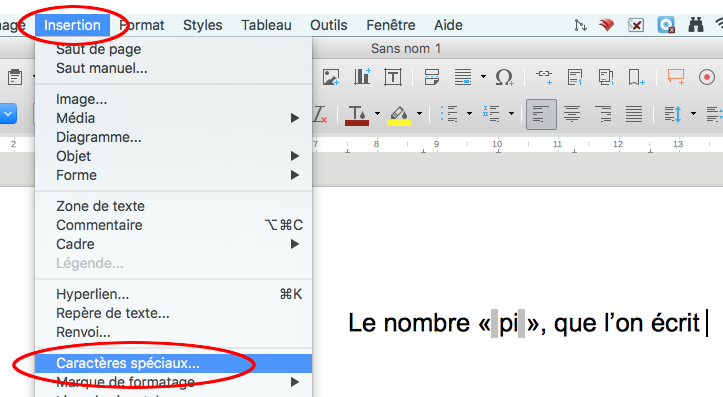 Insertion Format Styles Tableau Outils Fenêtre Aide
Sans nom 1
Saut de page
Saut manuel...
Image...
Média
Diagramme...
Objet
Forme
2 7 8 9 10 11 12 13
Zone de texte
Commentaire ⌥⌘C
Cadre
Légende...
Hyperlien... ⌘K
Repère de texte...
Renvoi...
Le nombre « pi », que l’on écrit
Caractères spéciaux...
Marque de formatage